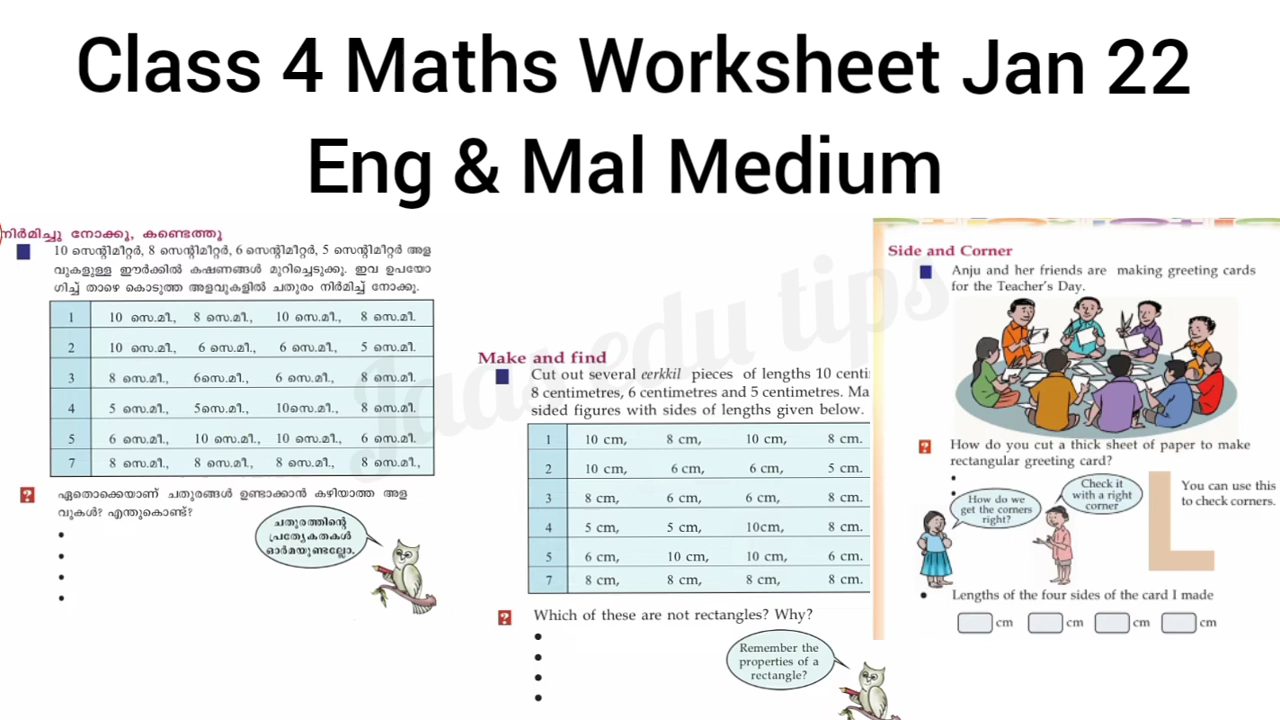 Class 4 Maths Worksheet Jan 22
Eng & Mal Medium
നിർമിച്ചു നോക്കൂ, കണ്ടെത്തൂ
10 സെന്റിമീറ്റർ, 8 സെന്റിമീറ്റർ, 6 സെന്റിമീറ്റർ, 5 സെന്റിമീറ്റർ അള
വുകളുള്ള ഈർക്കിൽ കഷണങ്ങൾ മുറിച്ചെടുക്കൂ. ഇവ ഉപയോ
ഗിച്ച് താഴെ കൊടുത്ത അളവുകളിൽ ചതുരം നിർമിച്ച് നോക്കൂ.
1 10 സെ.മീ., 8 സെ.മീ., 10 സെ.മീ., 8 സെ.മീ.
2 10 സെ.മീ., 6 സെ.മീ., 6 സെ.മീ., 5 സെ.മീ.
3 8 സെ.മീ., 6സെ.മീ., 6 സെ.മീ., 8 സെ.മീ.
4 5 സെ.മീ., 5സെ.മീ., 10സെ.മീ., 8 സെ.മീ.
5 6 സെ.മീ., 10 സെ.മീ., 10 സെ.മീ., 6 സെ.മീ.
7 8 സെ.മീ., 8 സെ.മീ., 8 സെ.മീ., 8 സെ.മീ.,
? ഏതൊക്കെയാണ് ചതുരങ്ങൾ ഉണ്ടാക്കാൻ കഴിയാത്ത അള
വുകൾ? എന്തുകൊണ്ട്?
ചതുരത്തിന്റെ
പ്രത്യേകതകൾ
ഓർമയുണ്ടല്ലോ.
Make and find
Cut out several eerkkil pieces of lengths 10 centi
8 centimetres, 6 centimetres and 5 centimetres. Ma
sided figures with sides of lengths given below.
1 10 cm, 8 cm, 10 cm, 8 cm.
2 10 cm, 6 cm, 6 cm, 5 cm.
3 8 cm, 6 cm, 6 cm, 8 cm.
4 5 cm, 5 cm, 10cm, 8 cm.
5 6 cm, 10 cm, 10 cm, 6 cm.
7 8 cm, 8 cm, 8 cm, 8 cm.
? Which of these are not rectangles? Why?
Remember the
properties of a
rectangle?
Side and Corner
Anju and her friends are making greeting cards
for the Teacher's Day.
? How do you cut a thick sheet of paper to make
rectangular greeting card?
How do we
get the corners
right?
Check it
with a right
corner
You can use this
to check corners.
Lengths of the four sides of the card I made
cm cm cm cm
edu tips